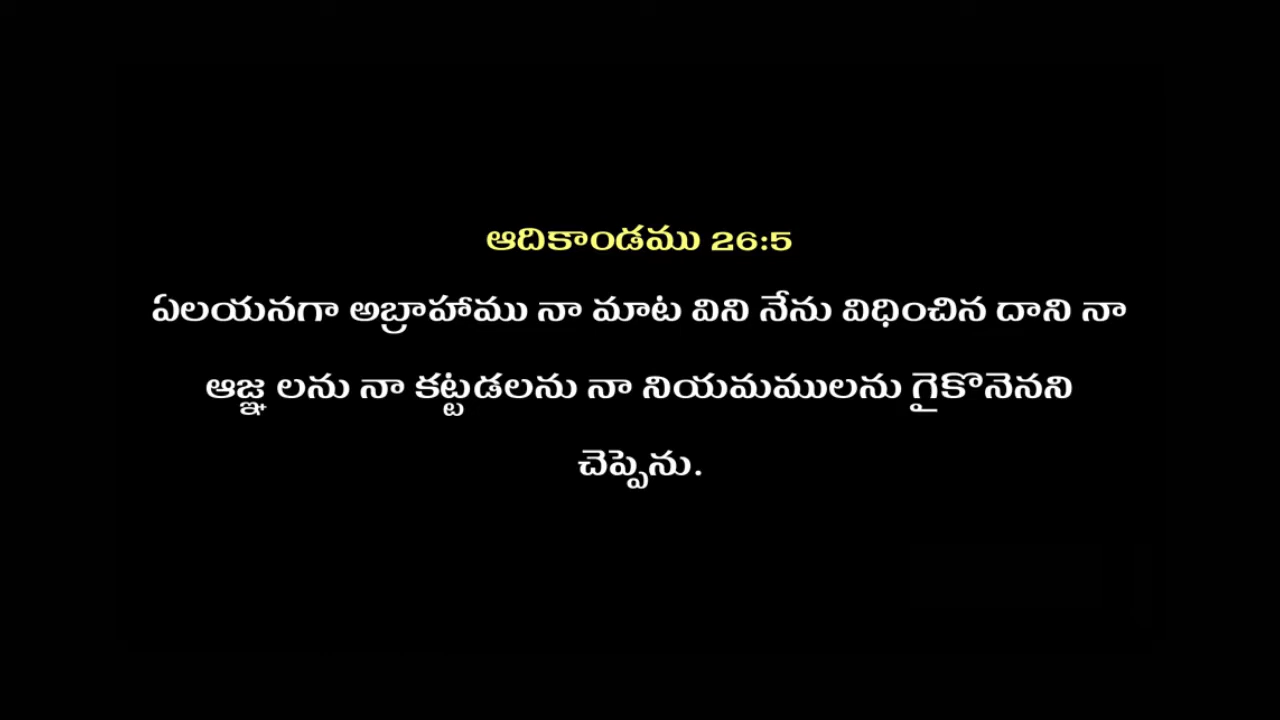 ఆదికాండము 26:5
ఏలయనగా అబ్రాహాము నా మాట విని నేను విధించిన దాని నా
ఆజ్ఞ లను నా కట్టడలను నా నియమములను గైకొనెనని
చెప్పెను.